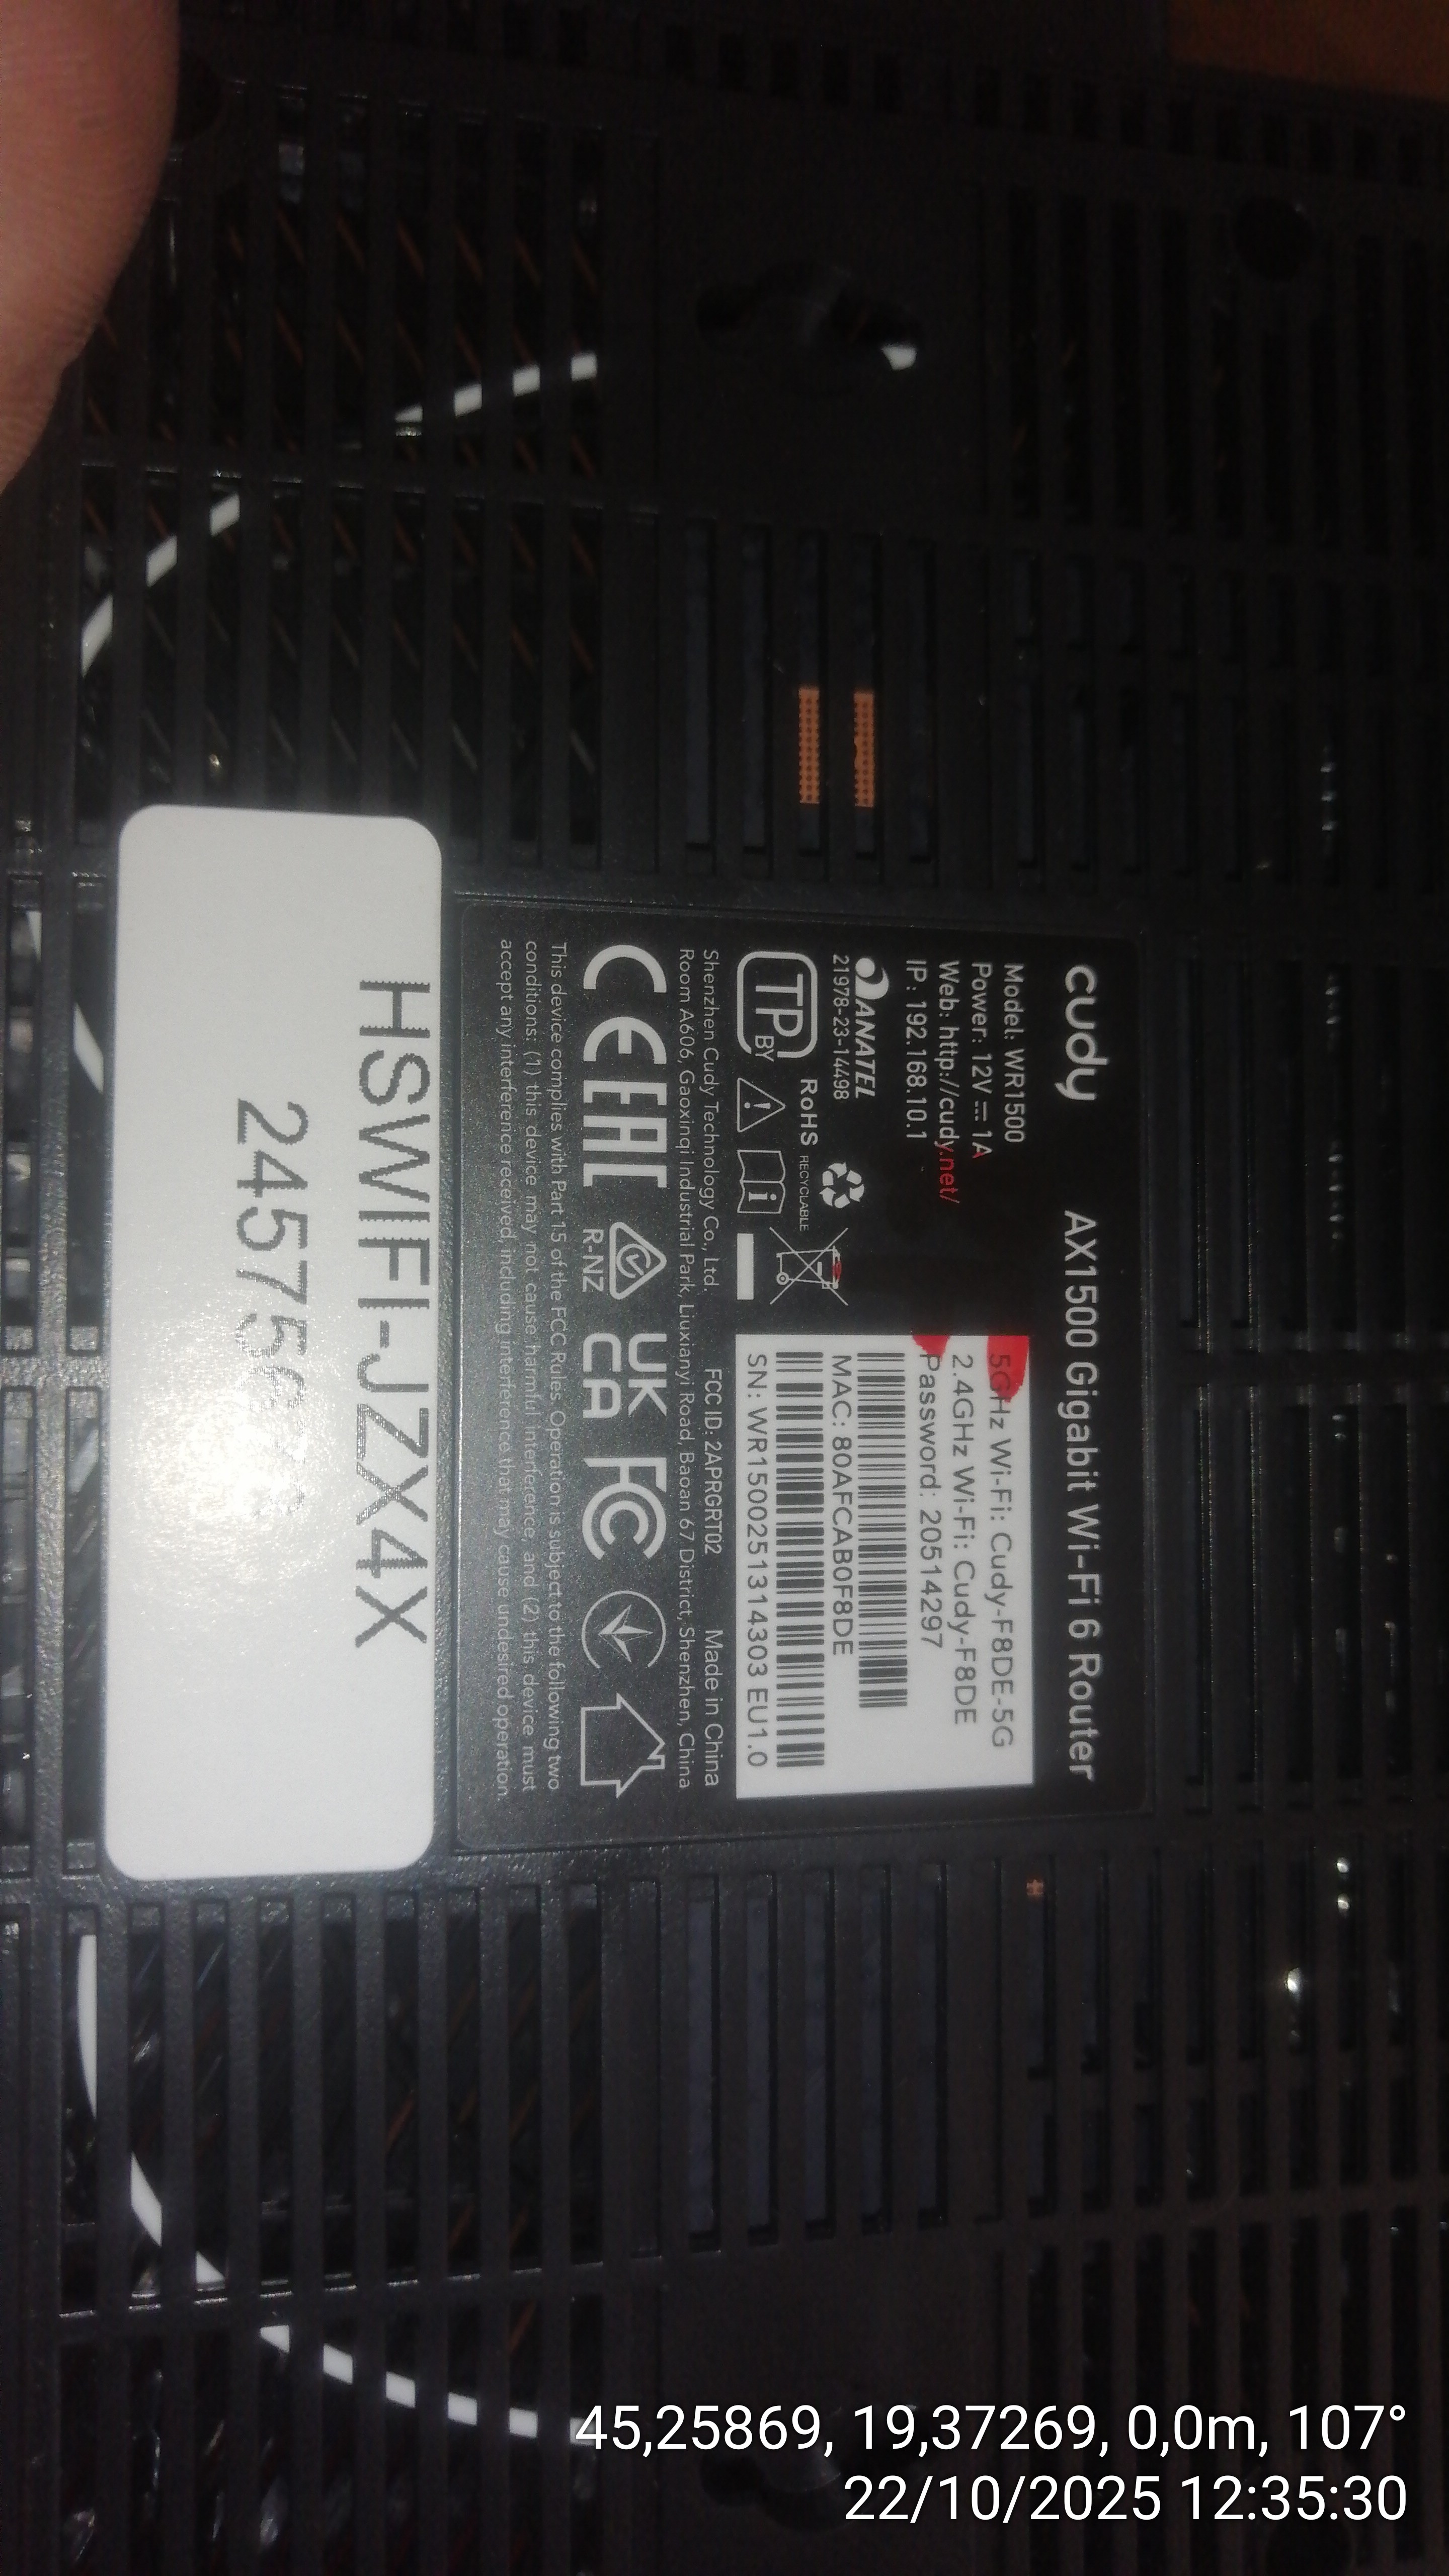 cudy AX1500 Gigabit Wi-Fi 6 Router
Model: WR1500
Power: 12V ⎓ 1A
Web: http://cudy.net/
IP : 192.168.10.1
5GHz Wi-Fi: Cudy-F8DE-5G
2.4GHz Wi-Fi: Cudy-F8DE
Password: 20514297
MAC: 80AFCAB0F8DE
SN: WR1500251314303 EU1.0
ANATEL
21978-23-14498
RoHS
RECYCLABLE
TP
BY
Shenzhen Cudy Technology Co., Ltd. FCC ID: 2APRGRT02 Made in China
Room A606, Gaoxinqi Industrial Park, Liuxianyi Road, Baoan 67 District, Shenzhen, China
CE EAC R-NZ UK CA FC
This device complies with Part 15 of the FCC Rules. Operation is subject to the following two
conditions: (1) this device may not cause harmful interference, and (2) this device must
accept any interference received, including interference that may cause undesired operation.
HSWIFI-JZX4X
45,25869, 19,37269, 0,0m, 107°
22/10/2025 12:35:30